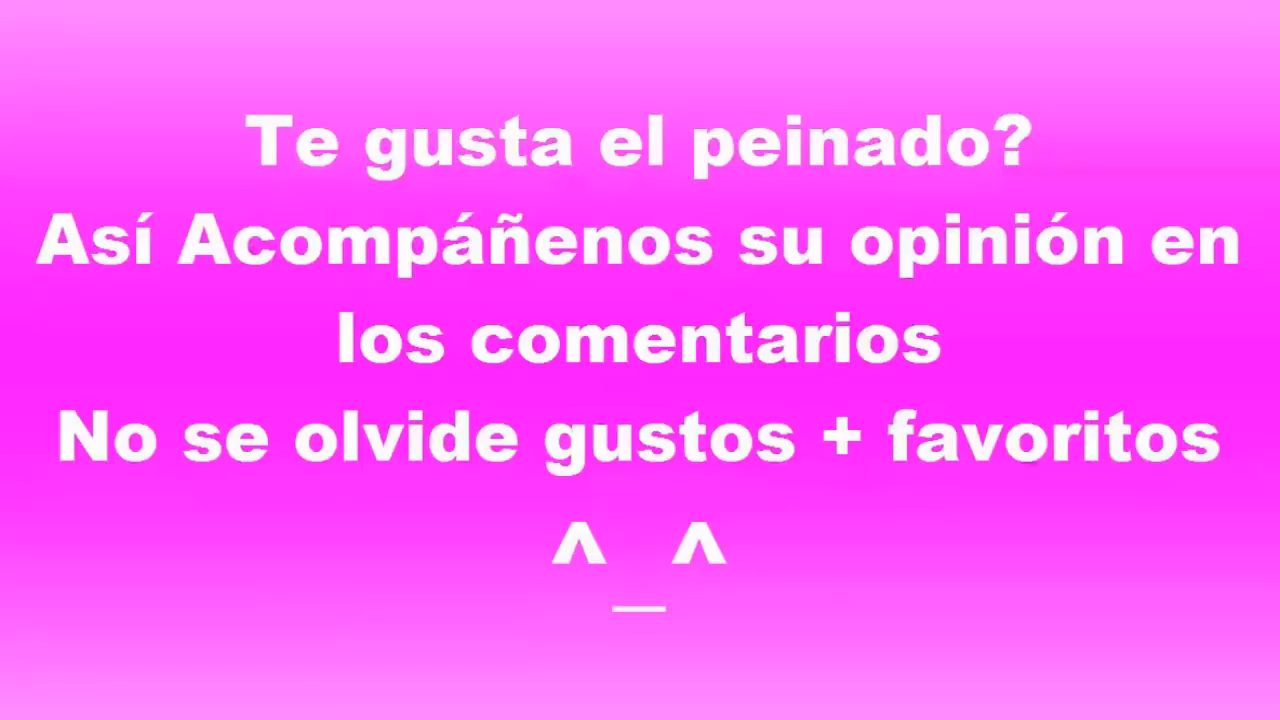 Te gusta el peinado?
Así Acompáñenos su opinión en
los comentarios
No se olvide gustos + favoritos
^_^